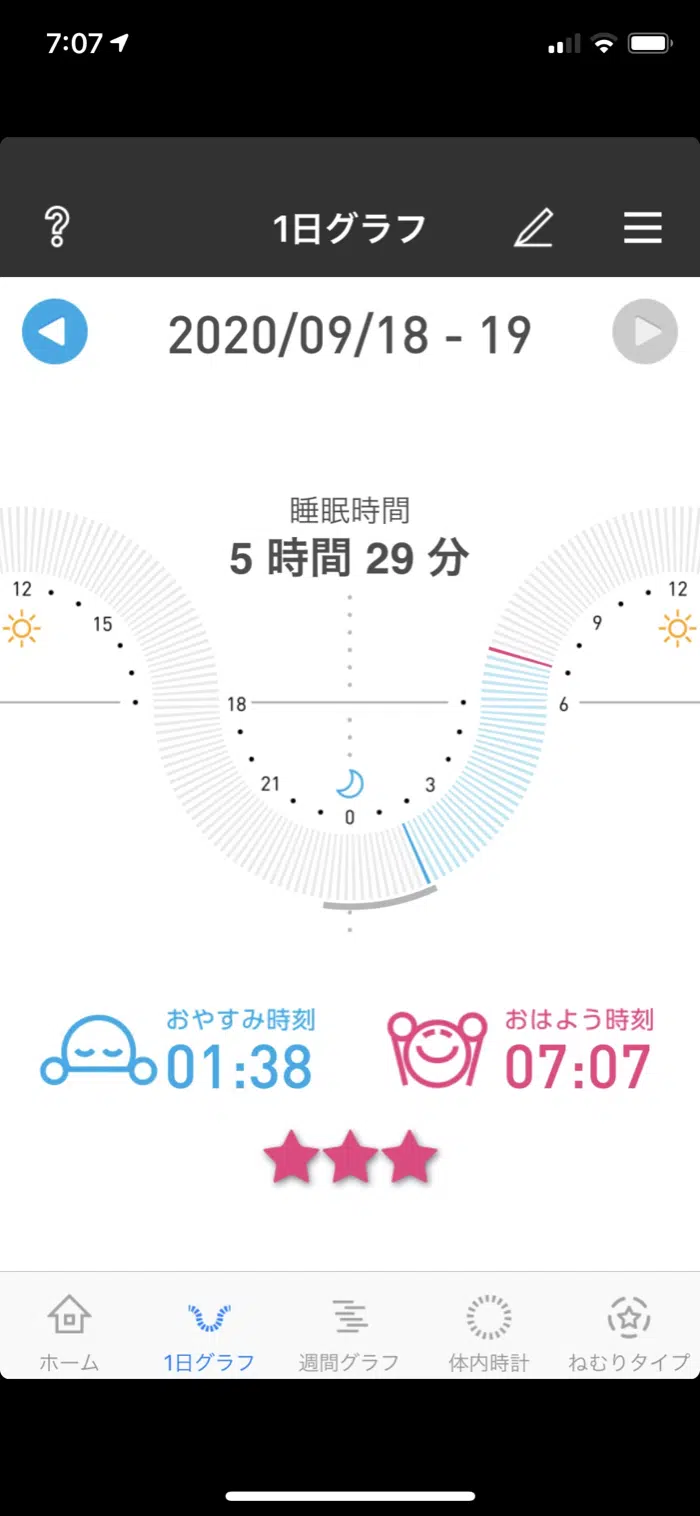 7:07
1日グラフ
2020/09/18 - 19
睡眠時間
5 時間 29 分
12
12
15
9
18
6
21
3
0
おやすみ時刻
01:38
おはよう時刻
07:07
ホーム
1日グラフ
週間グラフ
体内時計
ねむりタイプ